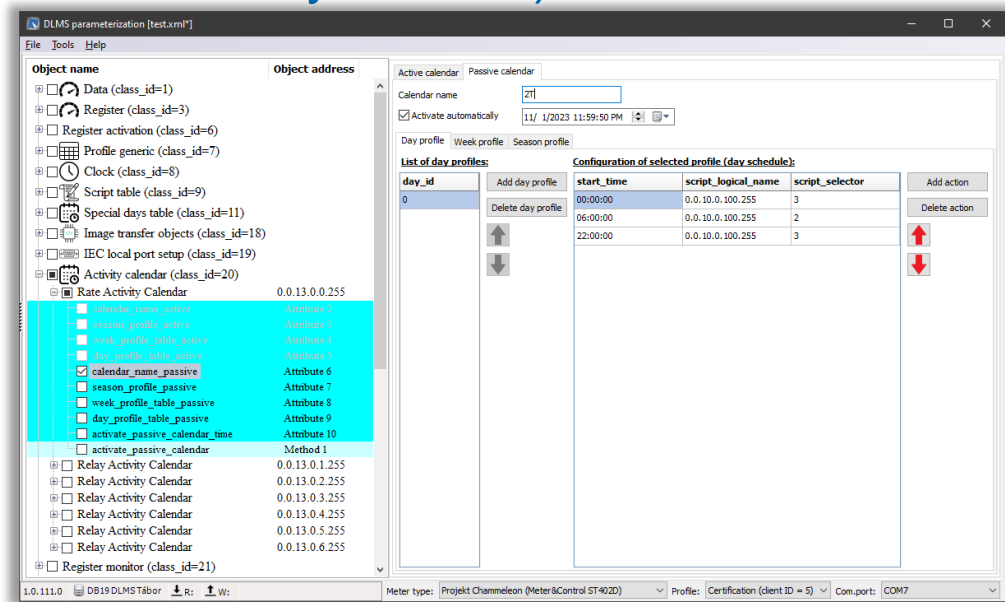 DLMS parameterization [test.xml*]
File Tools Help
Object name Object address
Data (class_id=1)
Register (class_id=3)
Register activation (class_id=6)
Profile generic (class_id=7)
Clock (class_id=8)
Script table (class_id=9)
Special days table (class_id=11)
Image transfer objects (class_id=18)
IEC local port setup (class_id=19)
Activity calendar (class_id=20)
Rate Activity Calendar 0.0.13.0.0.255
calendar_name_active Attribute 2
season_profile_active Attribute 3
week_profile_table_active Attribute 4
day_profile_table_active Attribute 5
calendar_name_passive Attribute 6
season_profile_passive Attribute 7
week_profile_table_passive Attribute 8
day_profile_table_passive Attribute 9
activate_passive_calendar_time Attribute 10
activate_passive_calendar Method 1
Relay Activity Calendar 0.0.13.0.1.255
Relay Activity Calendar 0.0.13.0.2.255
Relay Activity Calendar 0.0.13.0.3.255
Relay Activity Calendar 0.0.13.0.4.255
Relay Activity Calendar 0.0.13.0.5.255
Relay Activity Calendar 0.0.13.0.6.255
Register monitor (class_id=21)
Active calendar Passive calendar
Calendar name 2T
Activate automatically 11/ 1/2023 11:59:50 PM
Day profile Week profile Season profile
List of day profiles: Configuration of selected profile (day schedule):
day_id Add day profile start_time script_logical_name script_selector Add action
0 Delete day profile 00:00:00 0.0.10.0.100.255 3 Delete action
06:00:00 0.0.10.0.100.255 2
22:00:00 0.0.10.0.100.255 3
1.0.111.0 DB19DLMSTábor R: W: Meter type: Projekt Chammeleon (Meter&Control ST402D) Profile: Certification (client ID = 5) Com.port: COM7